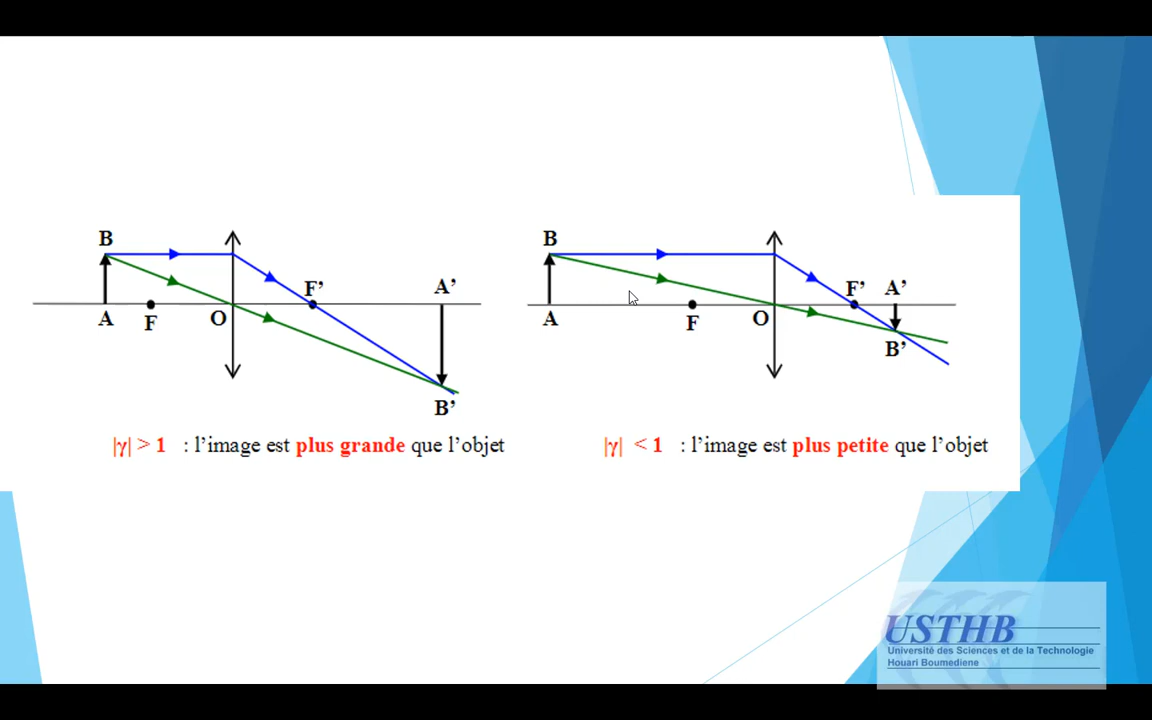 B
F'
A'
A
F
O
B'
|γ| > 1 : l'image est plus grande que l'objet
B
F'
A'
A
F
O
B'
|γ| < 1 : l'image est plus petite que l'objet
USTHB
Université des Sciences et de la Technologie
Houari Boumediene